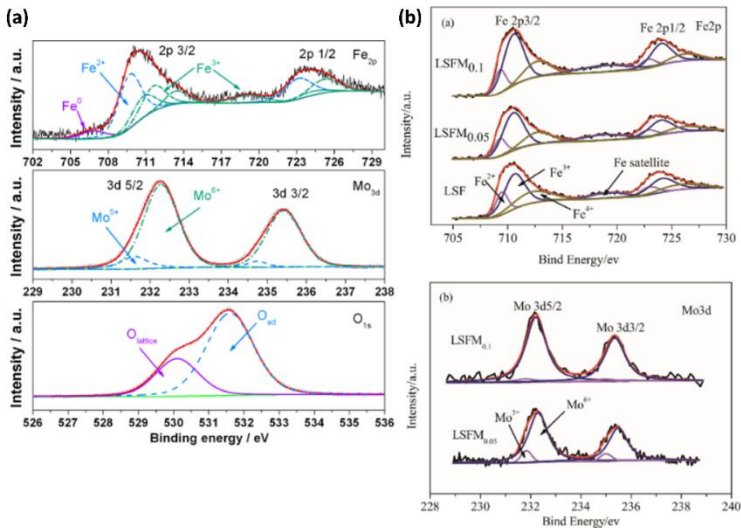 (a)
Intensity / a.u.
2p 3/2
2p 1/2
Fe2p
Fe2+
Fe3+
Fe0
702 705 708 711 714 717 720 723 726 729
Intensity / a.u.
3d 5/2
3d 3/2
Mo3d
Mo6+
Mo5+
229 230 231 232 233 234 235 236 237 238
Intensity / a.u.
O1s
Olattice
Oad
526 527 528 529 530 531 532 533 534 535 536
Binding energy / eV
(b)
(a)
Fe 2p3/2
Fe 2p1/2
Fe2p
LSFM0.1
Intensity/a.u.
LSFM0.05
Fe2+
Fe3+
Fe satellite
LSF
Fe4+
705 710 715 720 725 730
Bind Energy/ev
(b)
Mo 3d5/2
Mo3d
Mo 3d3/2
LSFM0.1
Intensity/a.u.
Mo5+
Mo6+
LSFM0.05
228 230 232 234 236 238 240
Bind Energy/ev